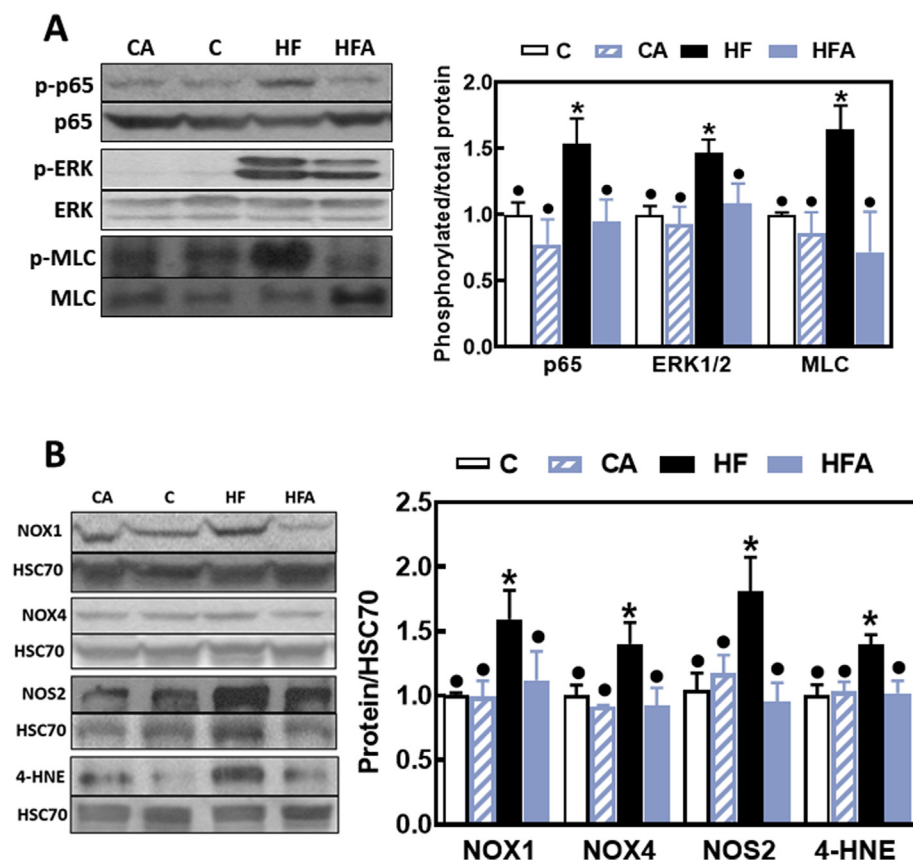 A
CA C HF HFA
p-p65
p65
p-ERK
ERK
p-MLC
MLC
C CA HF HFA
Phosphorylated/total protein
2.0
1.5
1.0
0.5
0.0
* * *
p65 ERK1/2 MLC
B
CA C HF HFA
NOX1
HSC70
NOX4
HSC70
NOS2
HSC70
4-HNE
HSC70
C CA HF HFA
Protein/HSC70
2.5
2.0
1.5
1.0
0.5
0.0
* * * *
NOX1 NOX4 NOS2 4-HNE